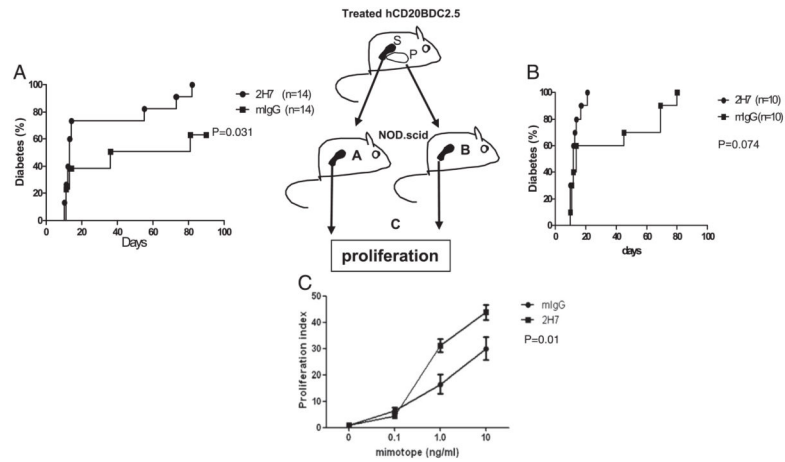 Treated hCD20BDC2.5
S
P
A
100
80
60
40
20
0
Diabetes (%)
0 20 40 60 80 100
Days
2H7 (n=14)
mIgG (n=14)
P=0.031
NOD.scid
A
B
C
proliferation
B
100
80
60
40
20
0
Diabetes (%)
0 20 40 60 80 100
days
2H7 (n=10)
mIgG(n=10)
P=0.074
C
50
40
30
20
10
0
Proliferation index
0 0.1 1.0 10
mimotope (ng/ml)
mIgG
2H7
P=0.01